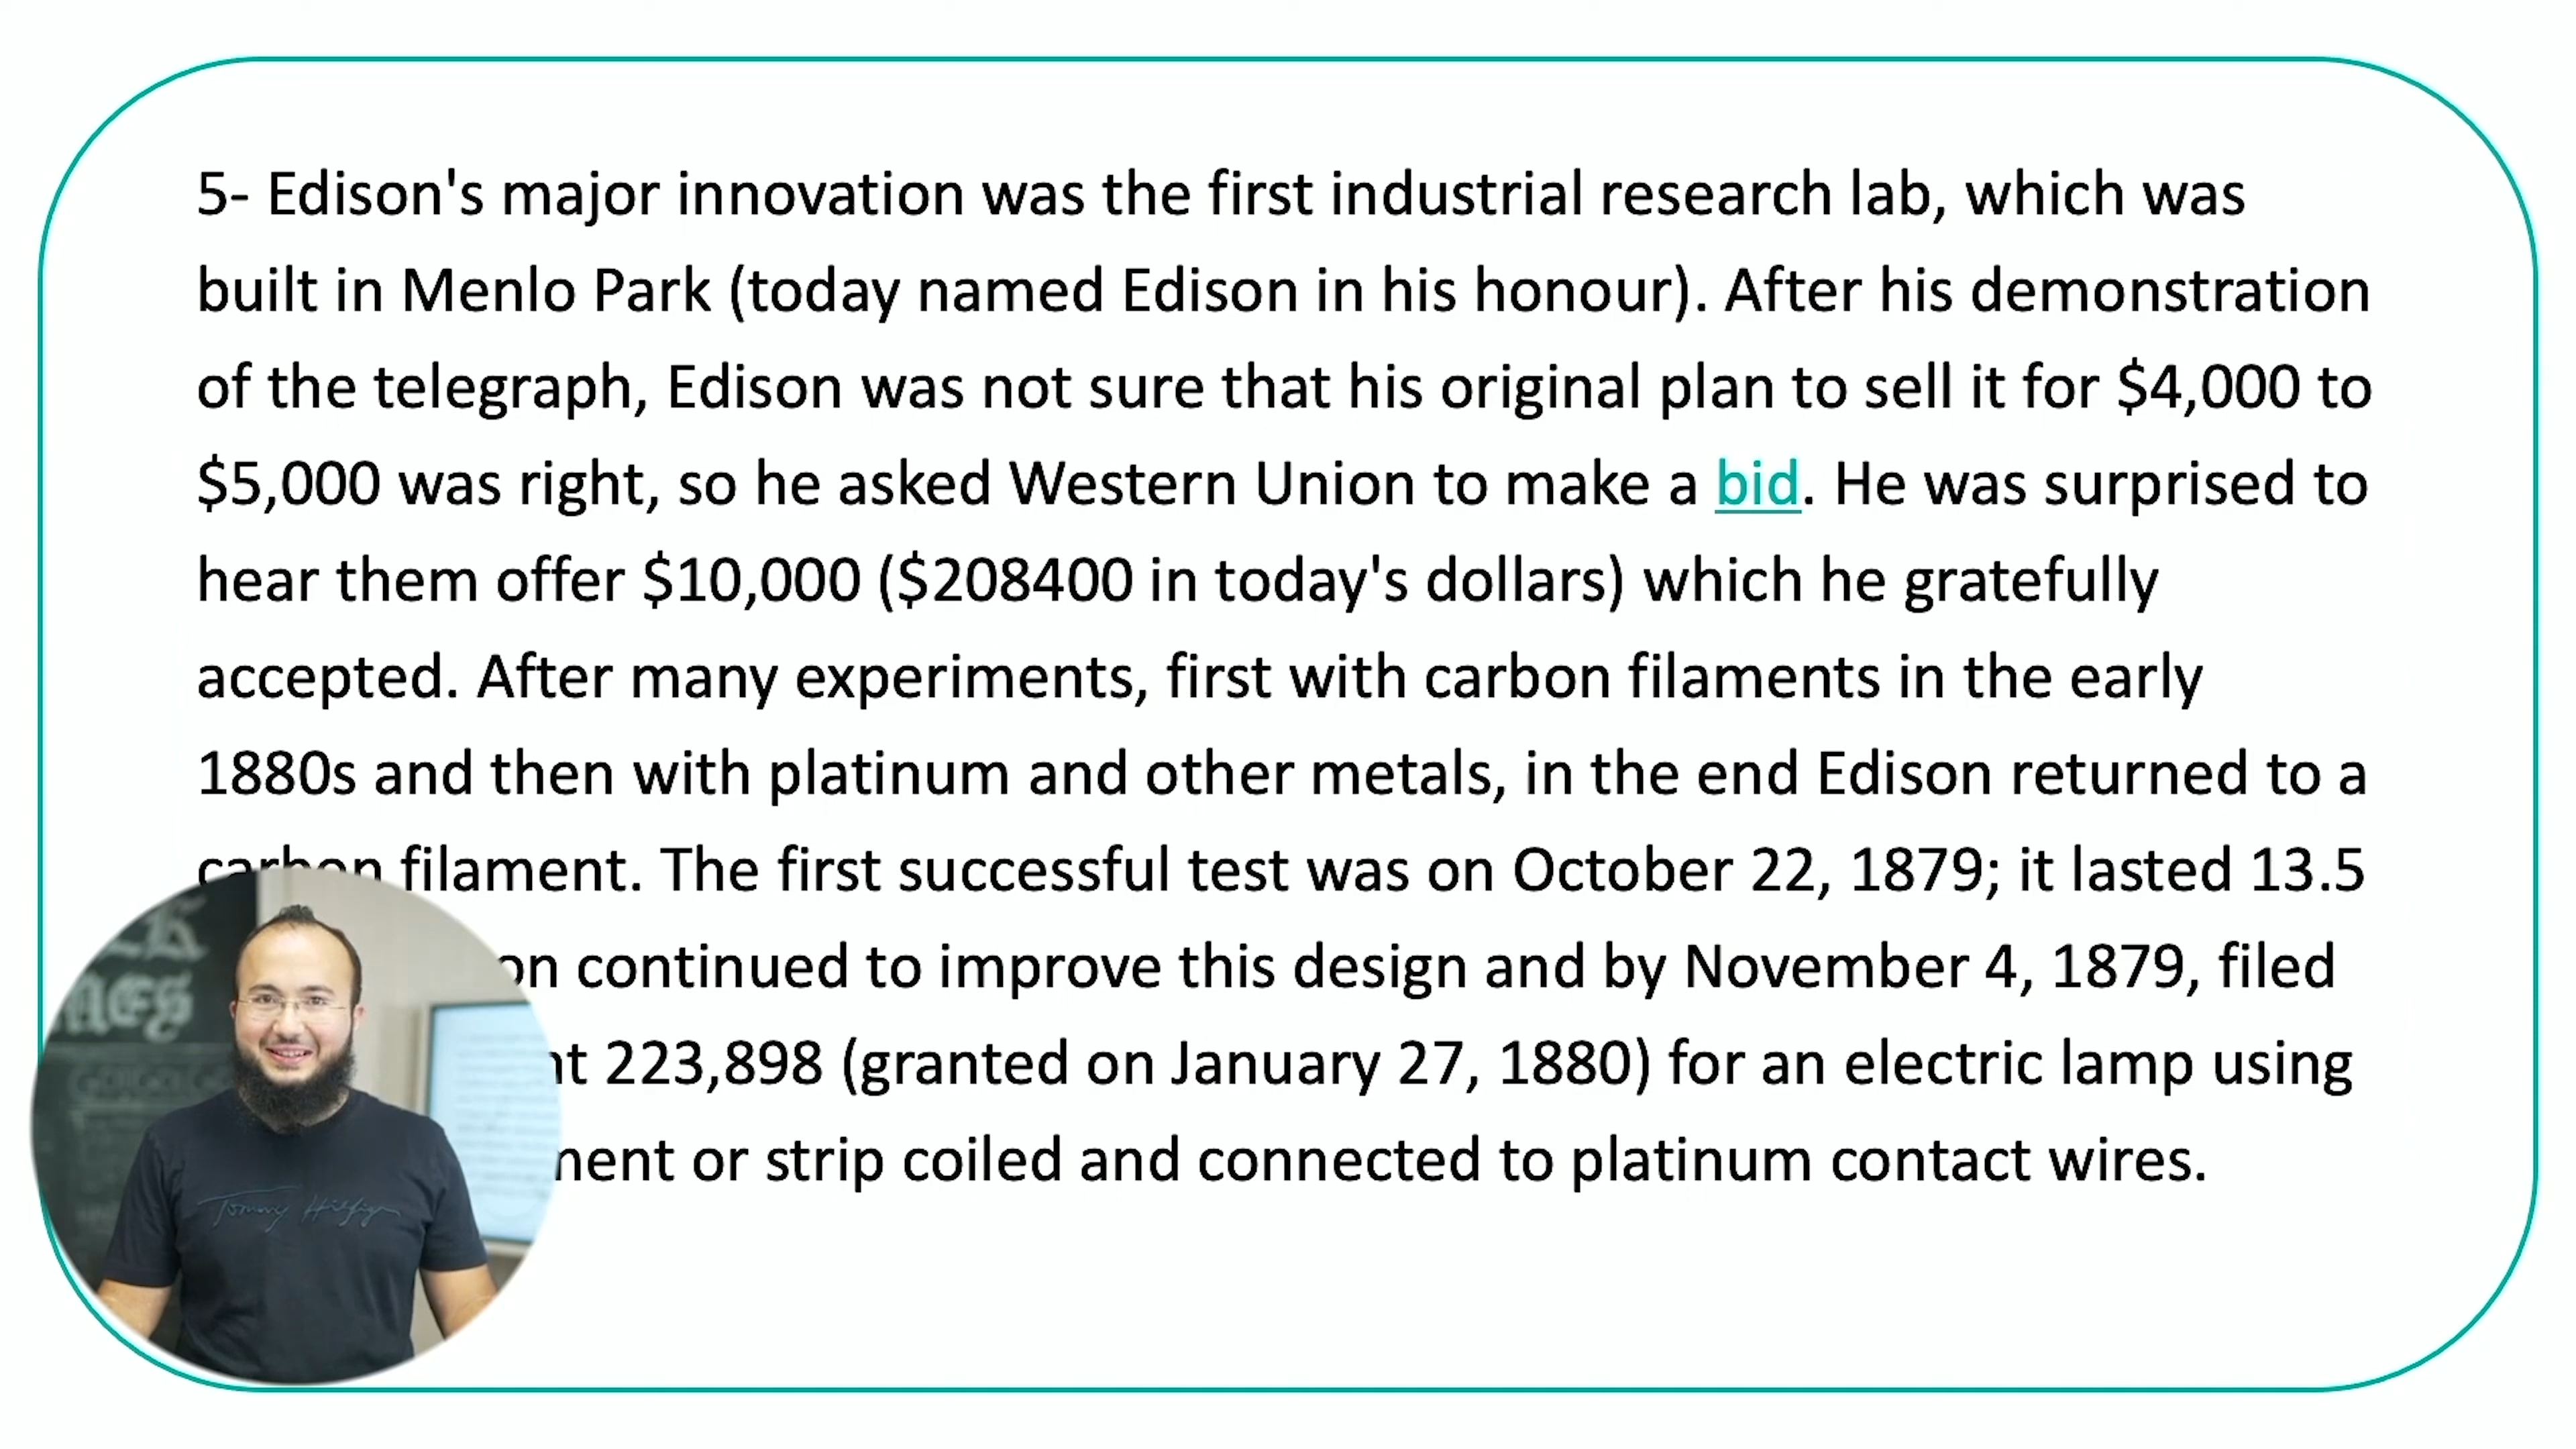 5- Edison's major innovation was the first industrial research lab, which was
built in Menlo Park (today named Edison in his honour). After his demonstration
of the telegraph, Edison was not sure that his original plan to sell it for $4,000 to
$5,000 was right, so he asked Western Union to make a bid. He was surprised to
hear them offer $10,000 ($208400 in today's dollars) which he gratefully
accepted. After many experiments, first with carbon filaments in the early
1880s and then with platinum and other metals, in the end Edison returned to a
carbon filament. The first successful test was on October 22, 1879; it lasted 13.5
continued to improve this design and by November 4, 1879, filed
223,898 (granted on January 27, 1880) for an electric lamp using
or strip coiled and connected to platinum contact wires.
Tommy Hilfiger